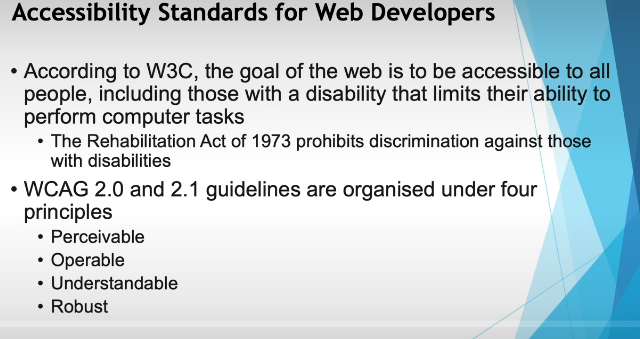 Accessibility Standards for Web Developers
• According to W3C, the goal of the web is to be accessible to all
people, including those with a disability that limits their ability to
perform computer tasks
• The Rehabilitation Act of 1973 prohibits discrimination against those
with disabilities
• WCAG 2.0 and 2.1 guidelines are organised under four
principles
• Perceivable
• Operable
• Understandable
• Robust